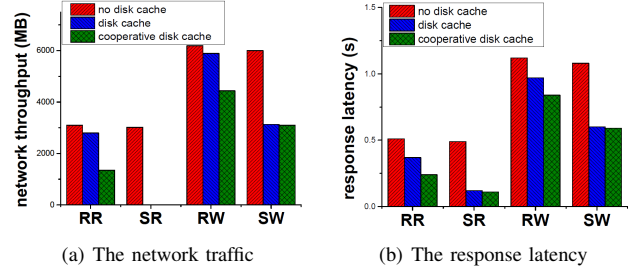 no disk cache
disk cache
cooperative disk cache
network throughput (MB)
6000
4000
2000
0
RR SR RW SW
(a) The network traffic
no disk cache
disk cache
cooperative disk cache
response latency (s)
1.5
1.0
0.5
0.0
RR SR RW SW
(b) The response latency